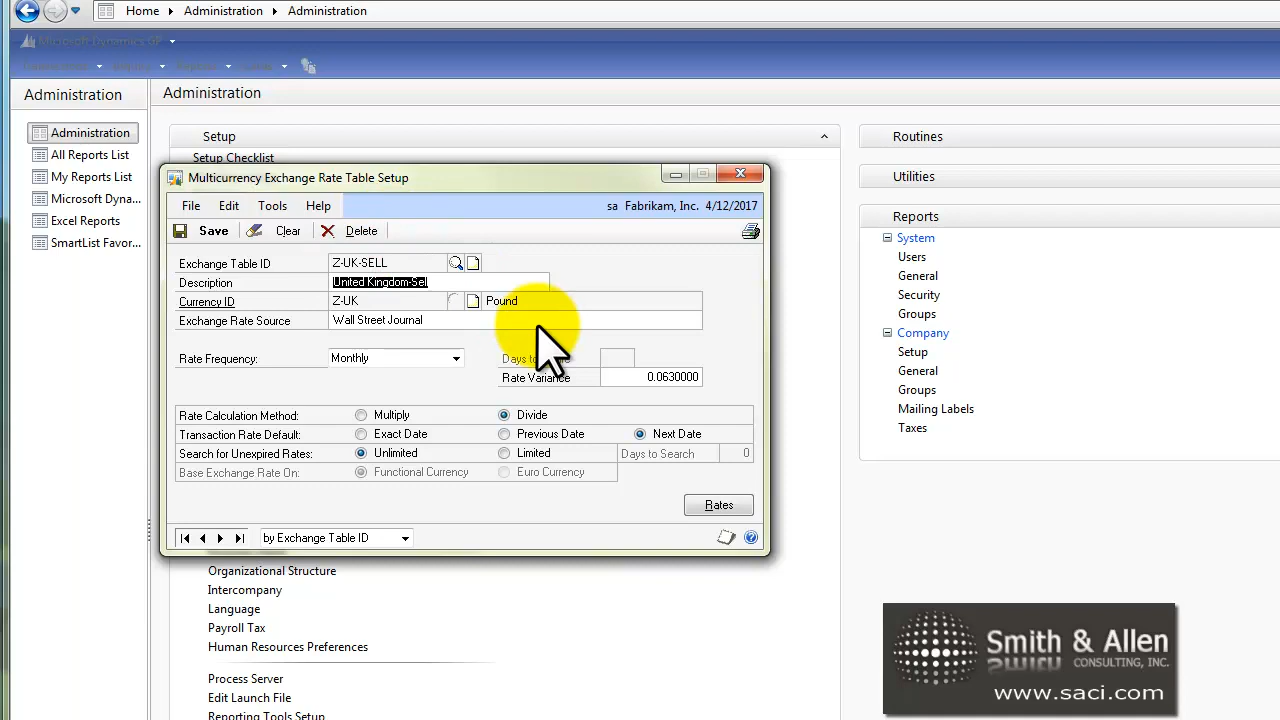 Home Administration Administration
Microsoft Dynamics GP
Administration
Administration
Administration
All Reports List
My Reports List
Microsoft Dyna...
Excel Reports
SmartList Favor...
Setup
Setup Checklist
Multicurrency Exchange Rate Table Setup
File Edit Tools Help
sa Fabrikam, Inc. 4/12/2017
Save Clear Delete
Exchange Table ID Z-UK-SELL
Description United Kingdom-Sell
Currency ID Z-UK Pound
Exchange Rate Source Wall Street Journal
Rate Frequency: Monthly
Days to
Rate Variance 0.0630000
Rate Calculation Method: Multiply Divide
Transaction Rate Default: Exact Date Previous Date Next Date
Search for Unexpired Rates: Unlimited Limited Days to Search 0
Base Exchange Rate On: Functional Currency Euro Currency
Rates
by Exchange Table ID
Organizational Structure
Intercompany
Language
Payroll Tax
Human Resources Preferences
Process Server
Edit Launch File
Reporting Tools Setup
Routines
Utilities
Reports
System
Users
General
Security
Groups
Company
Setup
General
Groups
Mailing Labels
Taxes
Smith & Allen
CONSULTING, INC.
www.saci.com